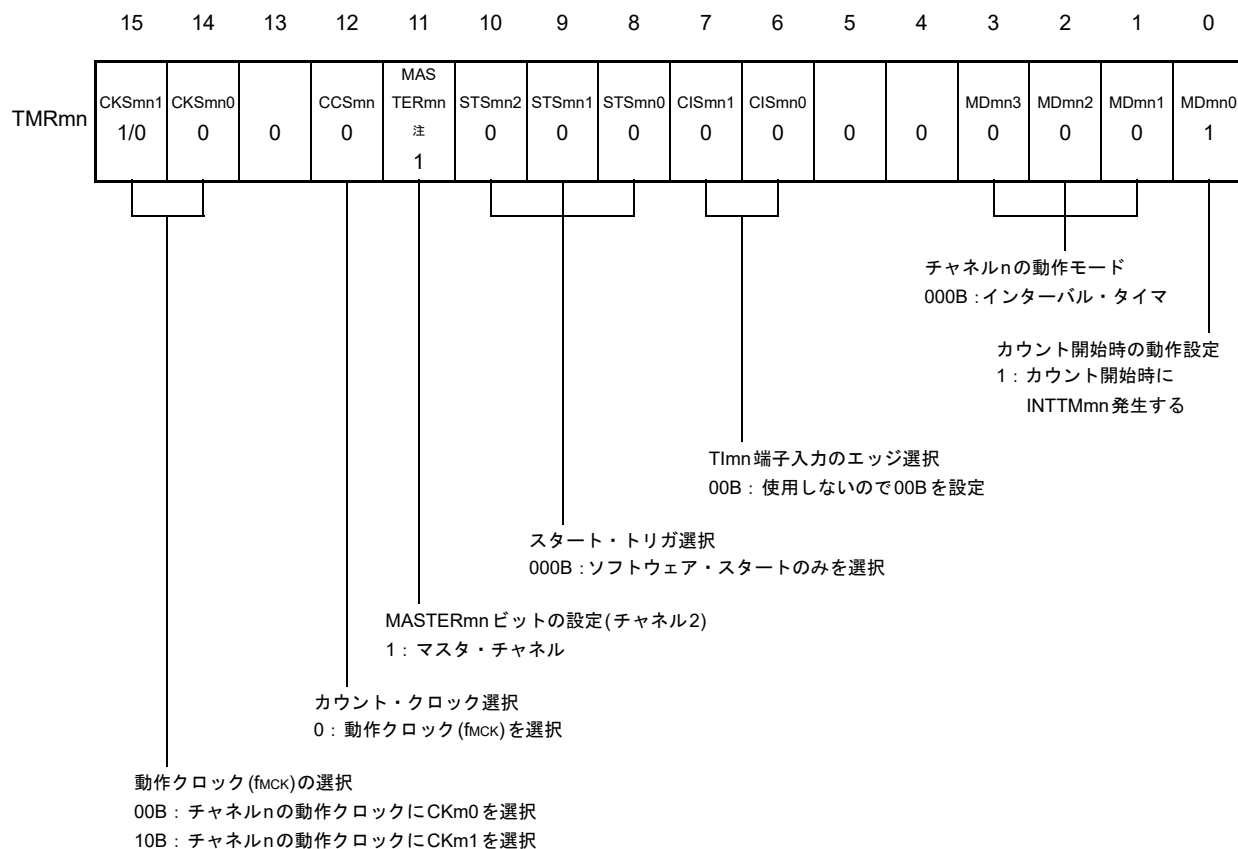 15 14 13 12 11 10 9 8 7 6 5 4 3 2 1 0
TMRmn
CKSmn1 CKSmn0 CCSmn MAS TERmn 注 STSmn2 STSmn1 STSmn0 CISmn1 CISmn0 MDmn3 MDmn2 MDmn1 MDmn0
1/0 0 0 0 1 0 0 0 0 0 0 0 0 0 0 1
チャネルnの動作モード
000B：インターバル・タイマ
カウント開始時の動作設定
1：カウント開始時に
INTTMmn発生する
TImn端子入力のエッジ選択
00B：使用しないので00Bを設定
スタート・トリガ選択
000B：ソフトウェア・スタートのみを選択
MASTERmnビットの設定(チャネル2)
1：マスタ・チャネル
カウント・クロック選択
0：動作クロック(fMCK)を選択
動作クロック(fMCK)の選択
00B：チャネルnの動作クロックにCKm0を選択
10B：チャネルnの動作クロックにCKm1を選択